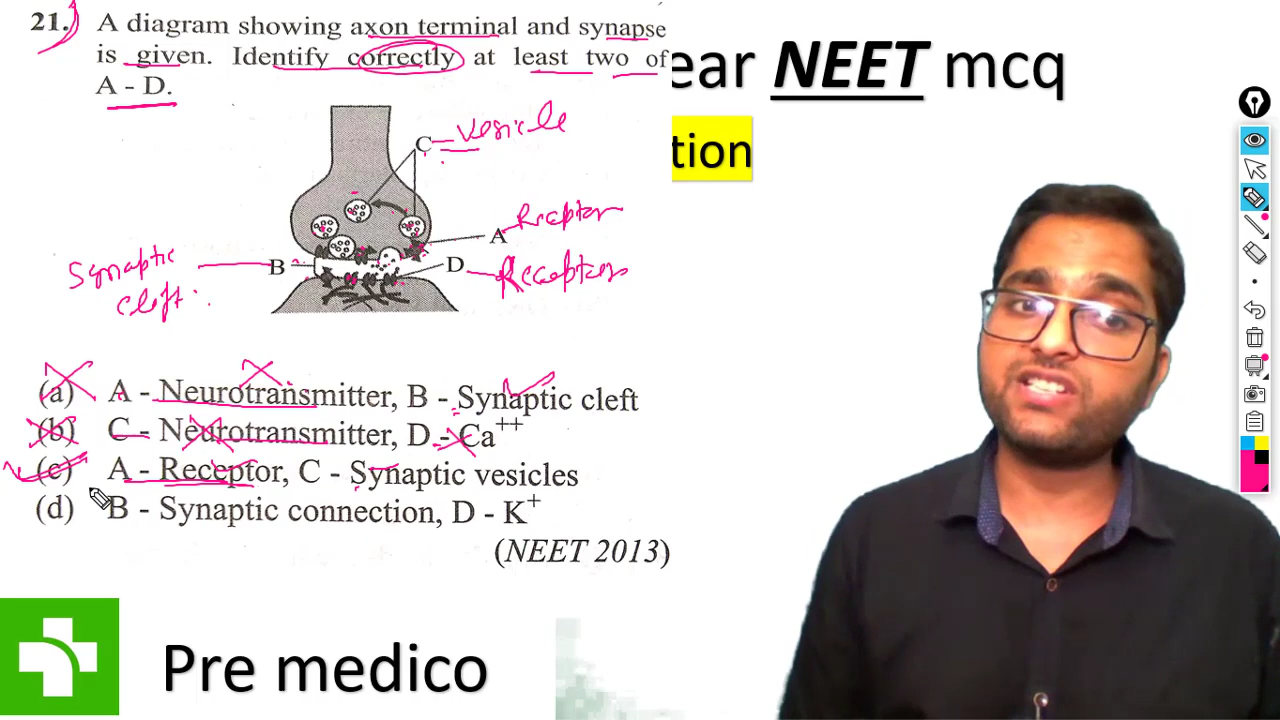 21. A diagram showing axon terminal and synapse
is given. Identify correctly at least two of
A - D.
ear NEET mcq
tion
C - Vesicle
A Rceptor
Synaptic
cleft
B
D - Receptors
(a) A - Neurotransmitter, B - Synaptic cleft
(b) C - Neurotransmitter, D - Ca++
(c) A - Receptor, C - Synaptic vesicles
(d) B - Synaptic connection, D - K+
(NEET 2013)
Pre medico